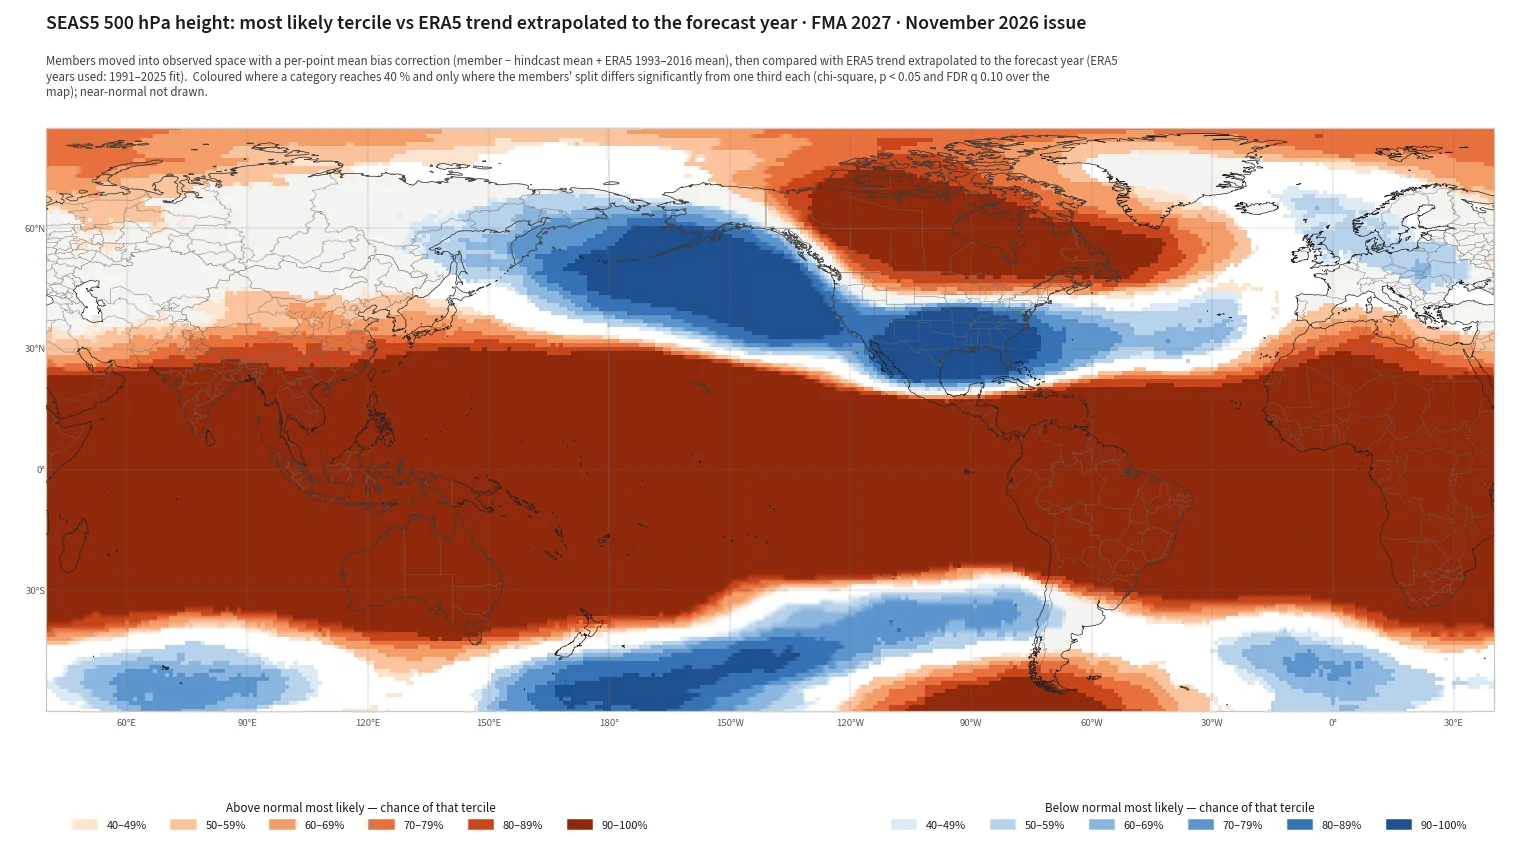 SEAS5 500 hPa height: most likely tercile vs ERA5 trend extrapolated to the forecast year · FMA 2027 · November 2026 issue
Members moved into observed space with a per-point mean bias correction (member − hindcast mean + ERA5 1993–2016 mean), then compared with ERA5 trend extrapolated to the forecast year (ERA5
years used: 1991–2025 fit). Coloured where a category reaches 40 % and only where the members' split differs significantly from one third each (chi-square, p < 0.05 and FDR q 0.10 over the
map); near-normal not drawn.
60°N
30°N
0°
30°S
60°E 90°E 120°E 150°E 180° 150°W 120°W 90°W 60°W 30°W 0° 30°E
Above normal most likely — chance of that tercile
40–49% 50–59% 60–69% 70–79% 80–89% 90–100%
Below normal most likely — chance of that tercile
40–49% 50–59% 60–69% 70–79% 80–89% 90–100%